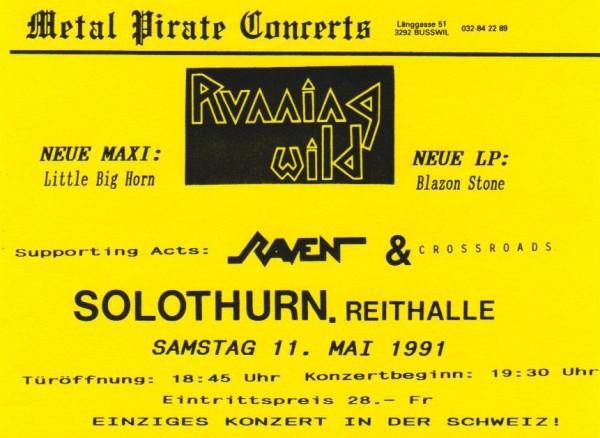 Metal Pirate Concerts
Länggasse 51
3292 BUSSWIL
032-84 22 89
Running
wild
NEUE MAXI:
Little Big Horn
NEUE LP:
Blazon Stone
Supporting Acts: RAVEN & CROSSROADS
SOLOTHURN. REITHALLE
SAMSTAG 11. MAI 1991
Türöffnung: 18:45 Uhr Konzertbeginn: 19:30 Uhr
Eintrittspreis 28.- Fr
EINZIGES KONZERT IN DER SCHWEIZ!